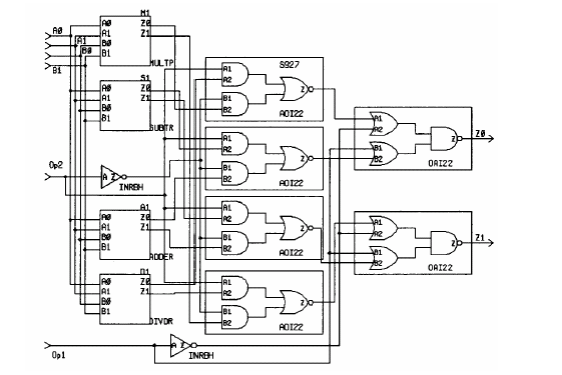 M1
A0 A0 Z0
A1 A1 Z1
B0 B0
B1 B1
MULTP
S1
A0 Z0
A1 Z1
B0
B1
SUBTR
Op2
A Z
INRBH
A1
A0 Z0
A1 Z1
B0
B1
ADDER
D1
A0 Z0
A1 Z1
B0
B1
DIVDR
Op1
A Z
INRBH
S927
A1
A2
B1
B2
Z
AOI22
A1
A2
B1
B2
Z
AOI22
A1
A2
B1
B2
Z
AOI22
A1
A2
B1
B2
Z
AOI22
A1
A2
B1
B2
Z
Z0
OAI22
A1
A2
B1
B2
Z
Z1
OAI22